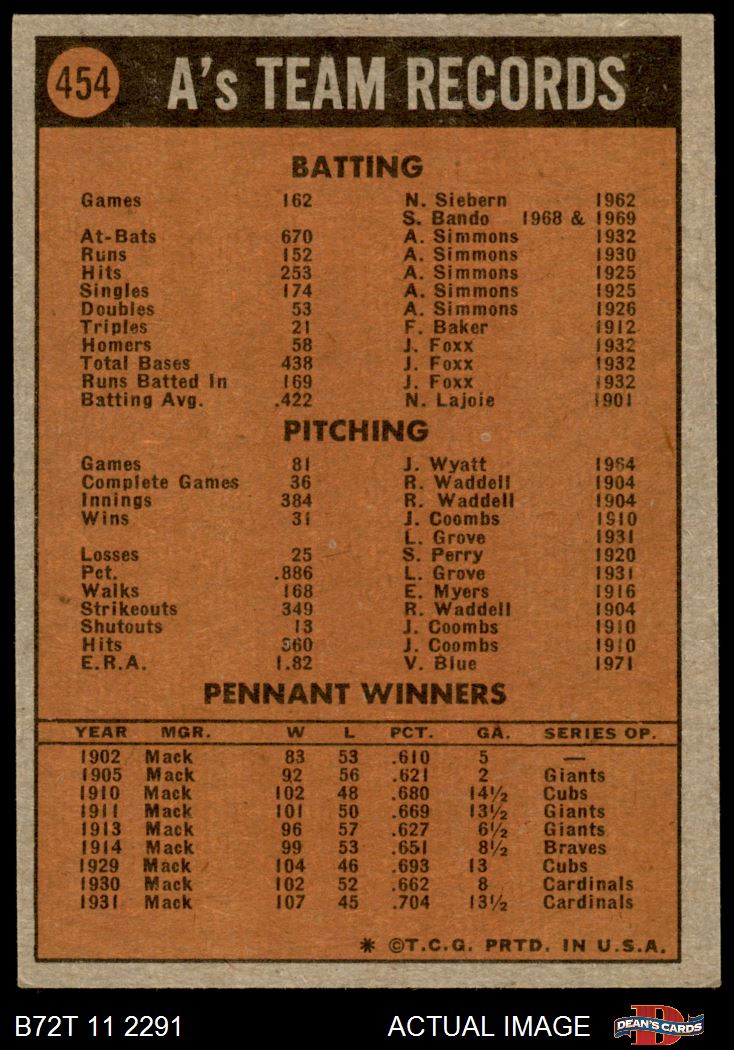 454 A's TEAM RECORDS
BATTING
Games 162 N. Siebern 1962
S. Bando 1968 & 1969
At-Bats 670 A. Simmons 1932
Runs 152 A. Simmons 1930
Hits 253 A. Simmons 1925
Singles 174 A. Simmons 1925
Doubles 53 A. Simmons 1926
Triples 21 F. Baker 1912
Homers 58 J. Foxx 1932
Total Bases 438 J. Foxx 1932
Runs Batted In 169 J. Foxx 1932
Batting Avg. .422 N. Lajoie 1901
PITCHING
Games 81 J. Wyatt 1964
Complete Games 36 R. Waddell 1904
Innings 384 R. Waddell 1904
Wins 31 J. Coombs 1910
L. Grove 1931
Losses 25 S. Perry 1920
Pct. .886 L. Grove 1931
Walks 168 E. Myers 1916
Strikeouts 349 R. Waddell 1904
Shutouts 13 J. Coombs 1910
Hits 360 J. Coombs 1910
E.R.A. 1.82 V. Blue 1971
PENNANT WINNERS
YEAR MGR. W L PCT. GA. SERIES OP.
1902 Mack 83 53 .610 5 —
1905 Mack 92 56 .621 2 Giants
1910 Mack 102 48 .680 14½ Cubs
1911 Mack 101 50 .669 13½ Giants
1913 Mack 96 57 .627 6½ Giants
1914 Mack 99 53 .651 8½ Braves
1929 Mack 104 46 .693 13 Cubs
1930 Mack 102 52 .662 8 Cardinals
1931 Mack 107 45 .704 13½ Cardinals
* ©T.C.G. PRTD. IN U.S.A.
B72T 11 2291 ACTUAL IMAGE D DEAN'S CARDS